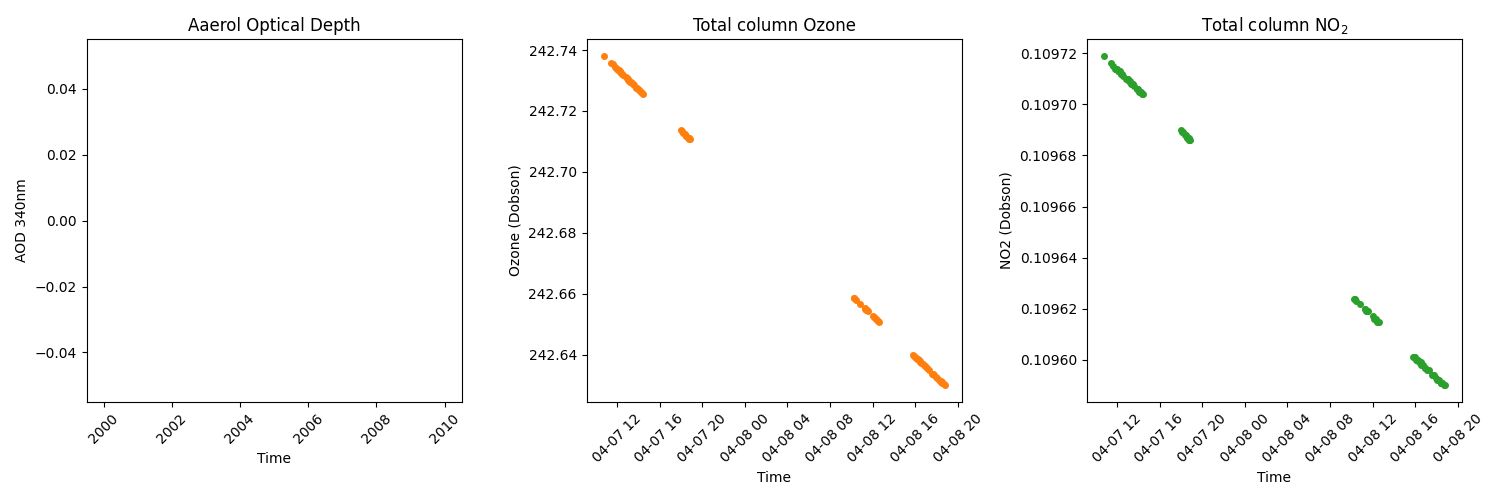 Aaerol Optical Depth
AOD 340nm
0.04
0.02
0.00
−0.02
−0.04
2000 2002 2004 2006 2008 2010
Time
Total column Ozone
Ozone (Dobson)
242.74
242.72
242.70
242.68
242.66
242.64
04-07 12 04-07 16 04-07 20 04-08 00 04-08 04 04-08 08 04-08 12 04-08 16 04-08 20
Time
Total column NO₂
NO2 (Dobson)
0.10972
0.10970
0.10968
0.10966
0.10964
0.10962
0.10960
04-07 12 04-07 16 04-07 20 04-08 00 04-08 04 04-08 08 04-08 12 04-08 16 04-08 20
Time